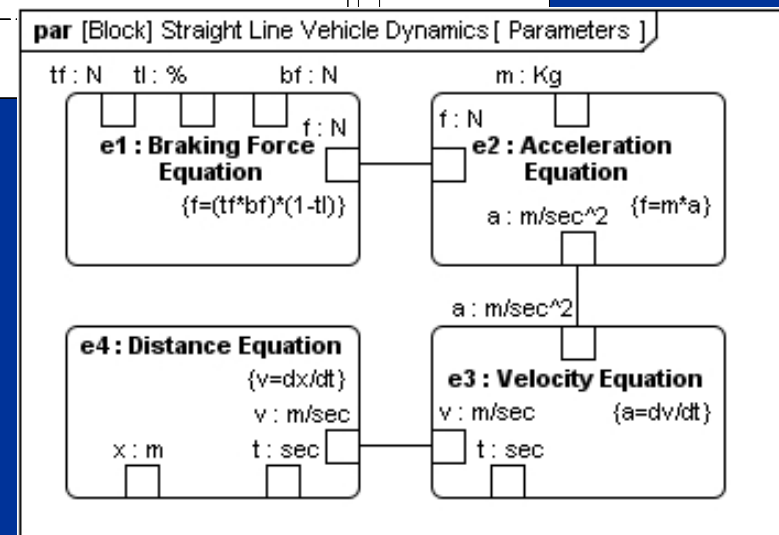 par [Block] Straight Line Vehicle Dynamics [ Parameters ]
tf : N tl : % bf : N
f : N
e1 : Braking Force
Equation
{f=(tf*bf)*(1-tl)}
m : Kg
f : N
e2 : Acceleration
Equation
{f=m*a}
a : m/sec^2
a : m/sec^2
e4 : Distance Equation
{v=dx/dt}
v : m/sec
x : m
t : sec
e3 : Velocity Equation
{a=dv/dt}
v : m/sec
t : sec